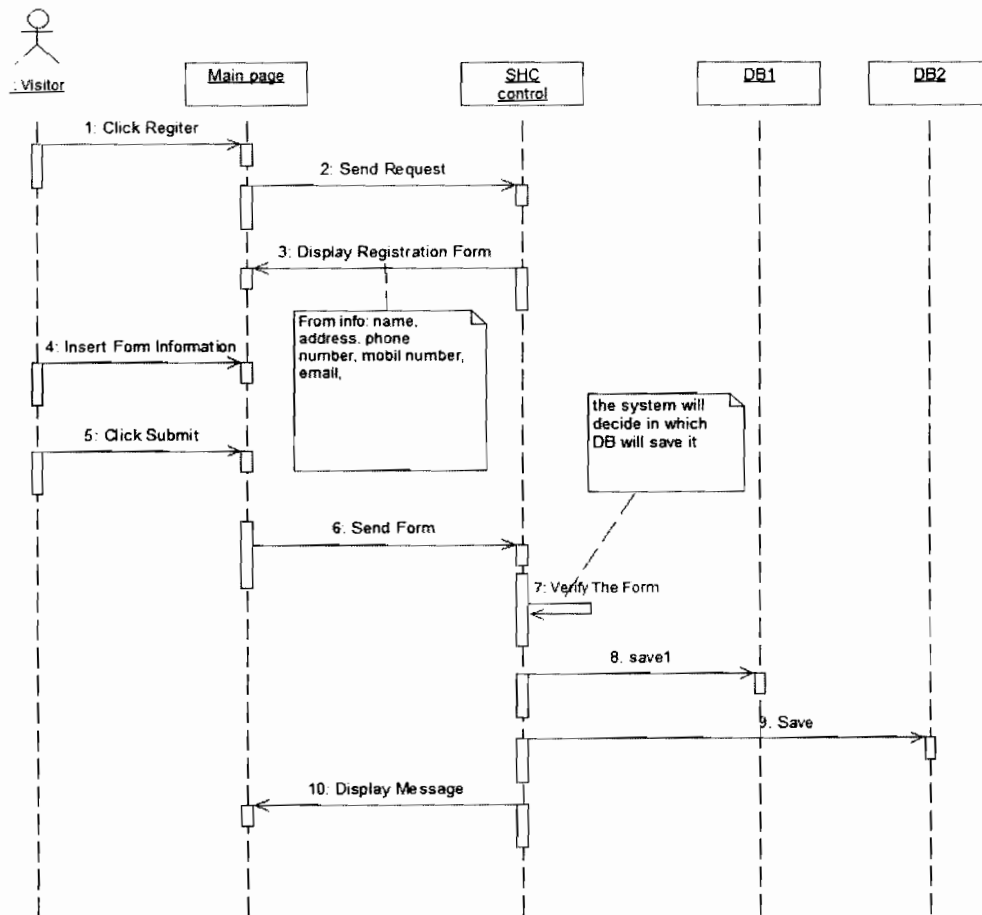 : Visitor
Main page
SHC
control
DB1
DB2
1: Click Regiter
2: Send Request
3: Display Registration Form
From info: name,
address. phone
number, mobil number,
email,
4: Insert Form Information
the system will
decide in which
DB will save it
5: Click Submit
6: Send Form
7: Verify The Form
8. save1
9. Save
10: Display Message